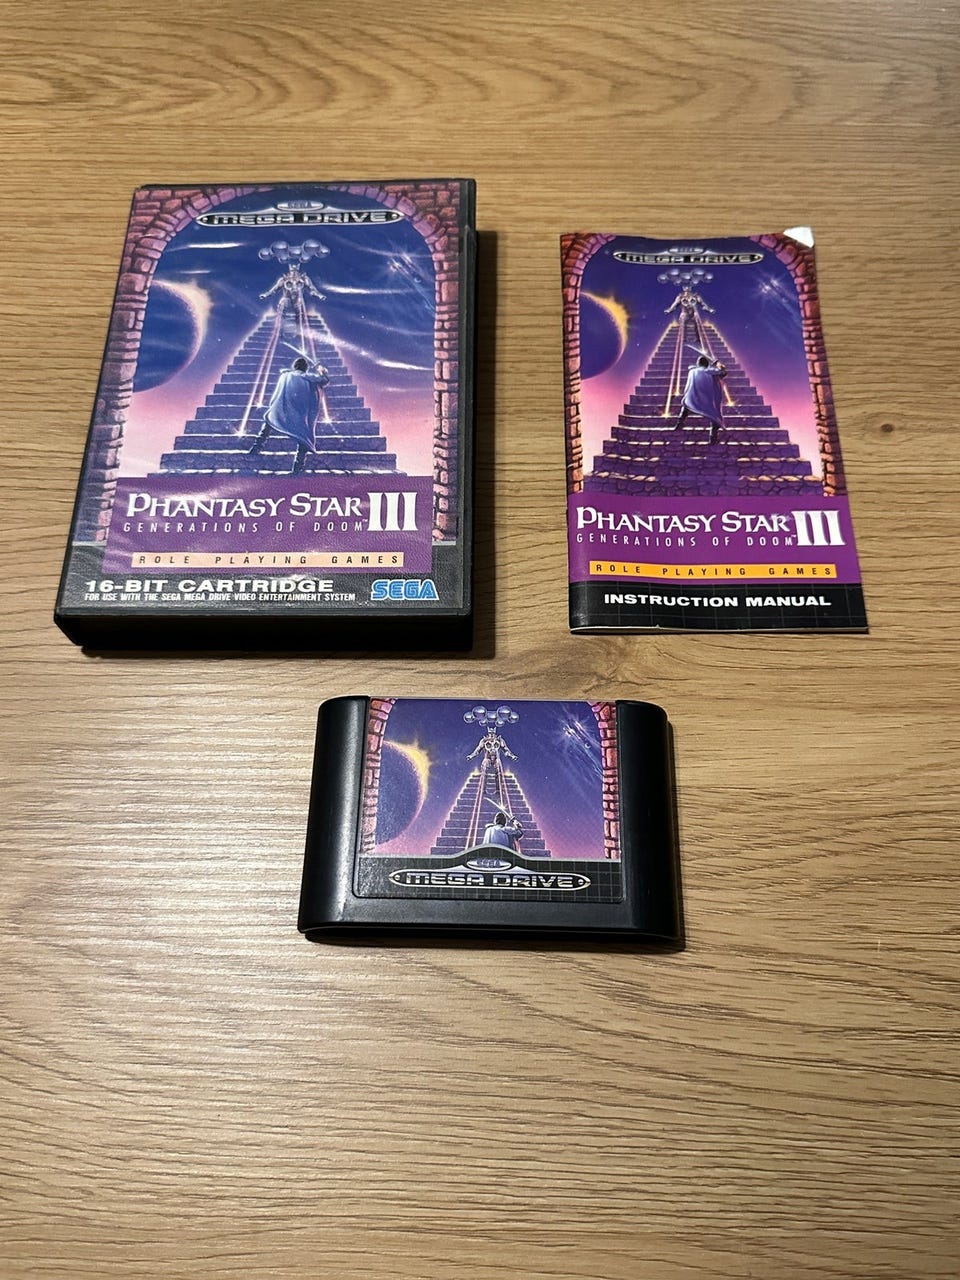 SEGA
MEGA DRIVE
PHANTASY STAR III
GENERATIONS OF DOOM™
ROLE PLAYING GAMES
16-BIT CARTRIDGE
FOR USE WITH THE SEGA MEGA DRIVE VIDEO ENTERTAINMENT SYSTEM
SEGA
SEGA
MEGA DRIVE
PHANTASY STAR III
GENERATIONS OF DOOM™
ROLE PLAYING GAMES
INSTRUCTION MANUAL
SEGA
MEGA DRIVE